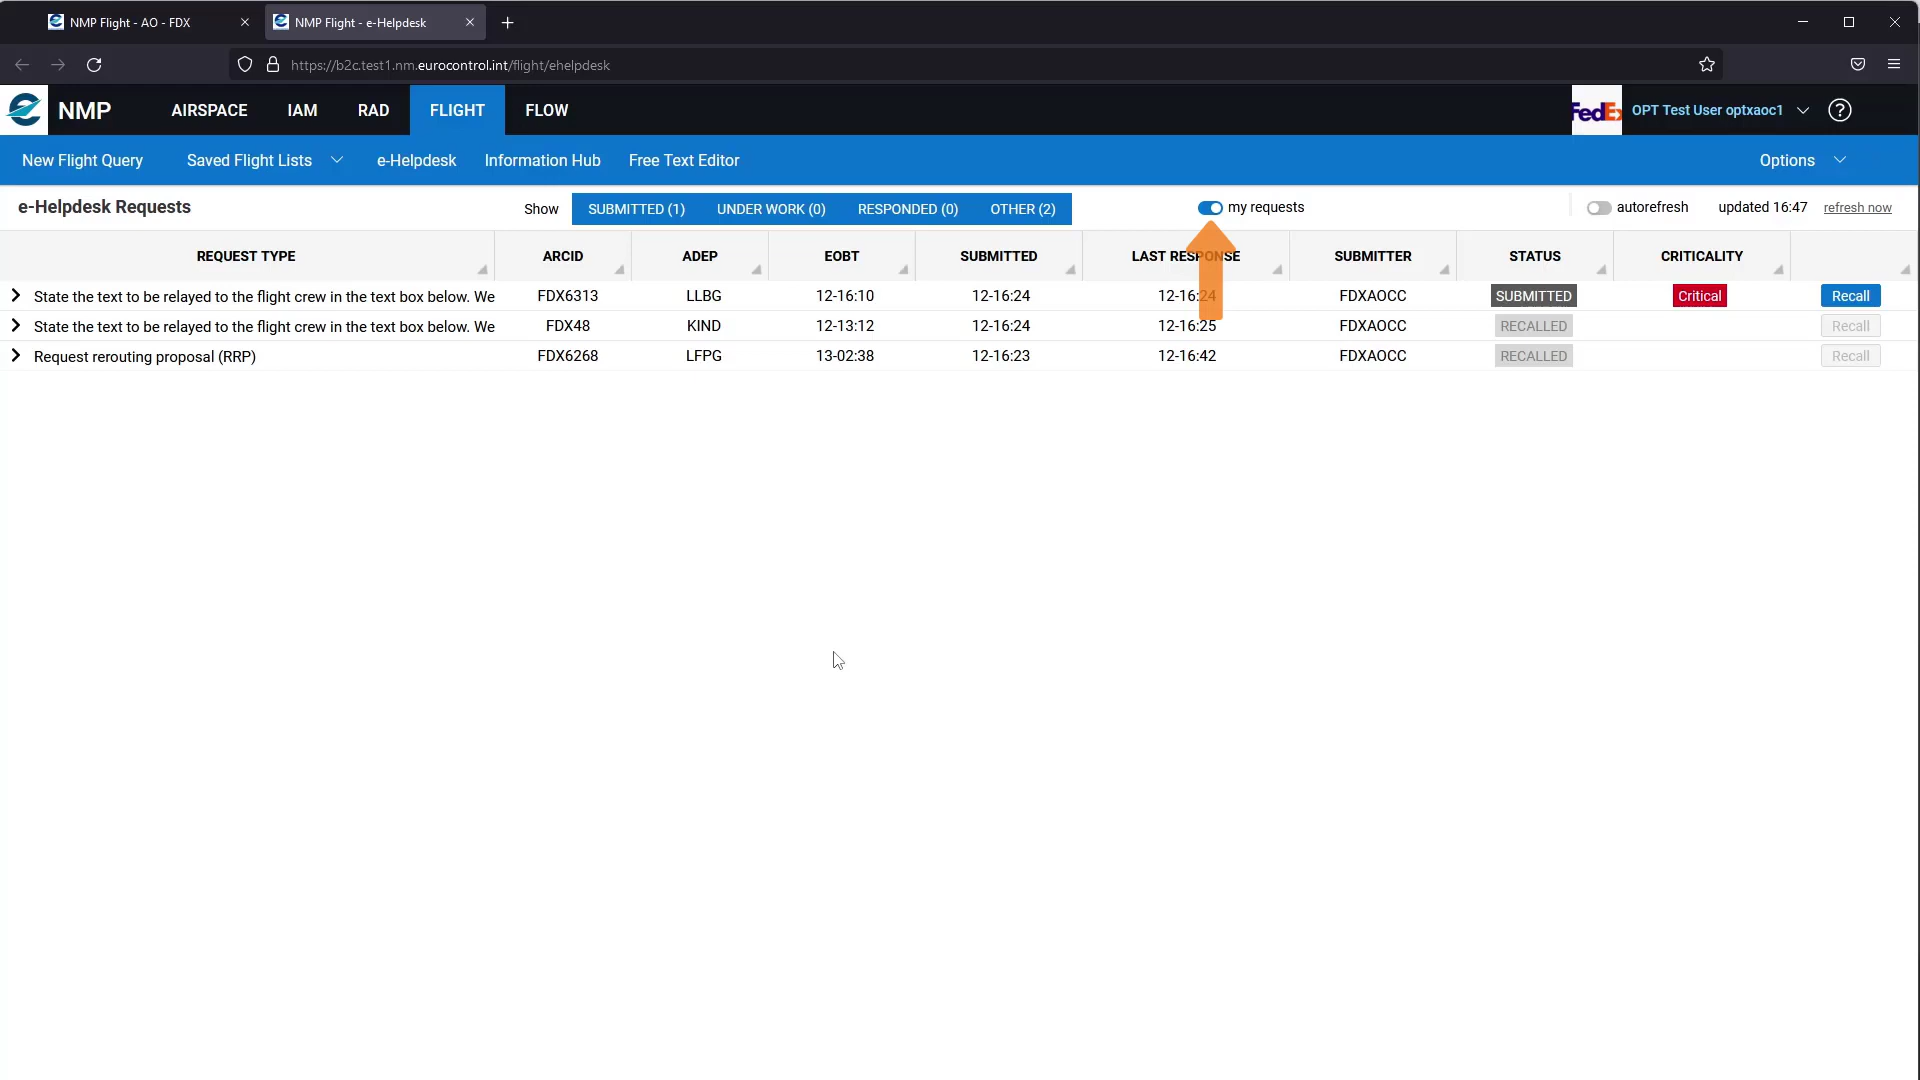 NMP Flight - AO - FDX
NMP Flight - e-Helpdesk
https://b2c.test1.nm.eurocontrol.int/flight/ehelpdesk
NMP AIRSPACE IAM RAD FLIGHT FLOW FedEx OPT Test User optxaoc1 ?
New Flight Query Saved Flight Lists e-Helpdesk Information Hub Free Text Editor Options
e-Helpdesk Requests Show SUBMITTED (1) UNDER WORK (0) RESPONDED (0) OTHER (2) my requests autorefresh updated 16:47 refresh now
REQUEST TYPE ARCID ADEP EOBT SUBMITTED LAST RESPONSE SUBMITTER STATUS CRITICALITY
State the text to be relayed to the flight crew in the text box below. We FDX6313 LLBG 12-16:10 12-16:24 12-16:24 FDXAOCC SUBMITTED Critical Recall
State the text to be relayed to the flight crew in the text box below. We FDX48 KIND 12-13:12 12-16:24 12-16:25 FDXAOCC RECALLED Recall
Request rerouting proposal (RRP) FDX6268 LFPG 13-02:38 12-16:23 12-16:42 FDXAOCC RECALLED Recall